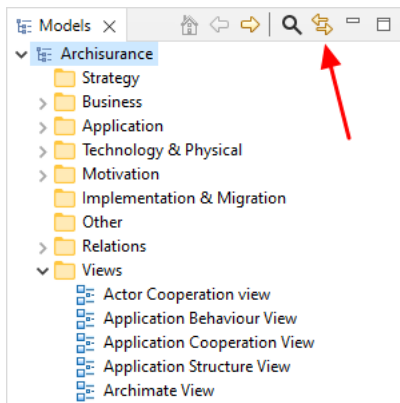 Models
Archisurance
Strategy
Business
Application
Technology & Physical
Motivation
Implementation & Migration
Other
Relations
Views
Actor Cooperation view
Application Behaviour View
Application Cooperation View
Application Structure View
Archimate View